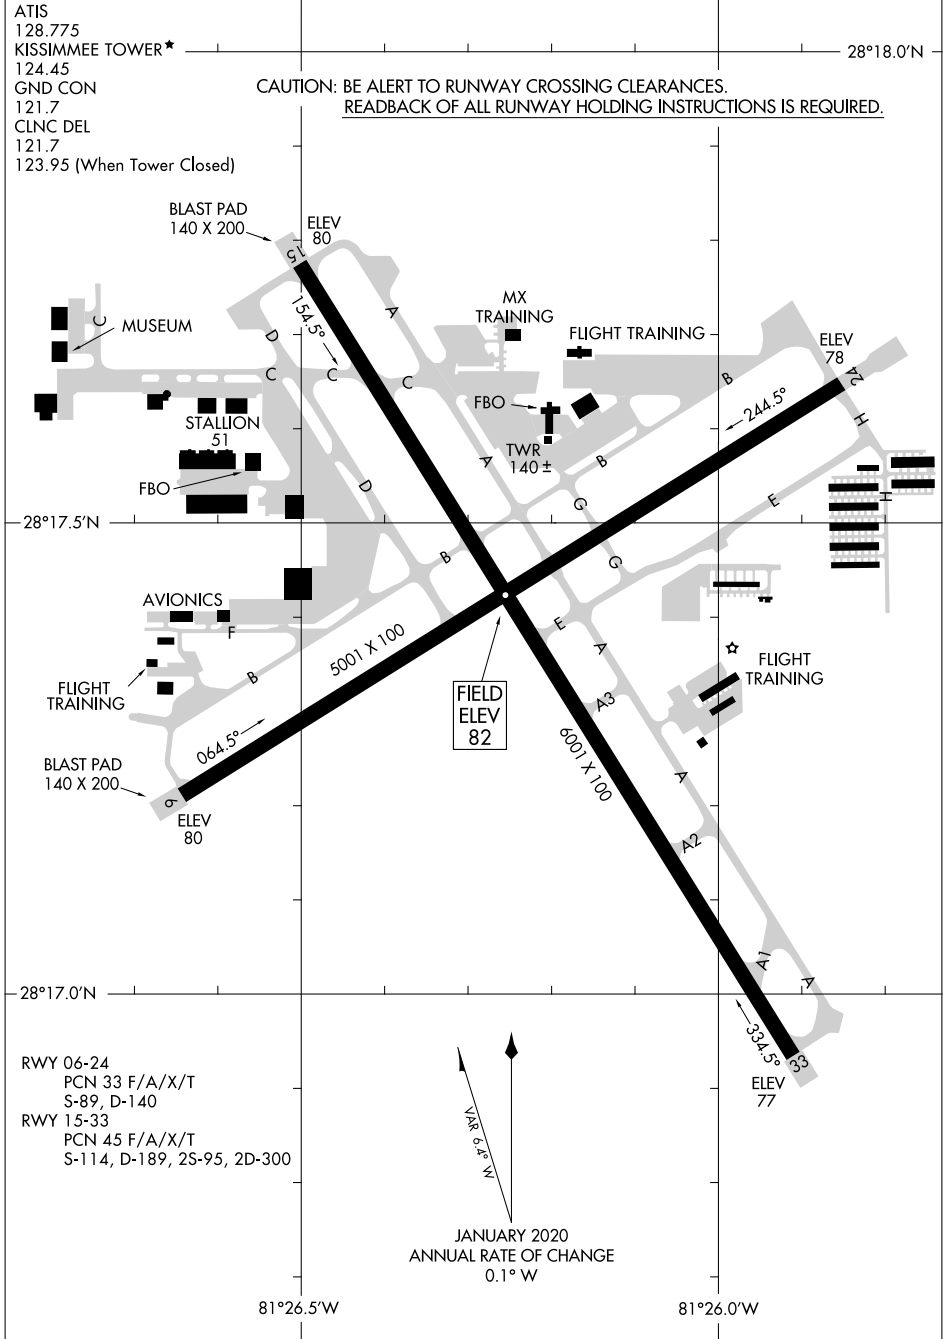 ATIS
128.775
KISSIMMEE TOWER★
124.45
GND CON
121.7
CLNC DEL
121.7
123.95 (When Tower Closed)
28°18.0'N
CAUTION: BE ALERT TO RUNWAY CROSSING CLEARANCES.
READBACK OF ALL RUNWAY HOLDING INSTRUCTIONS IS REQUIRED.
BLAST PAD
140 X 200
ELEV
80
15
154.5°
A
D
C
MUSEUM
C
C
C
MX
TRAINING
FLIGHT TRAINING
ELEV
78
24
B
244.5°
H
FBO
TWR
140 ±
STALLION
51
A
B
FBO
D
G
E
H
28°17.5'N
B
G
AVIONICS
F
E
A
5001 X 100
FLIGHT
TRAINING
B
FLIGHT
TRAINING
FIELD
ELEV
82
A3
064.5°
6001 X 100
BLAST PAD
140 X 200
6
ELEV
80
A
A2
A1
A
28°17.0'N
334.5°
33
ELEV
77
RWY 06-24
PCN 33 F/A/X/T
S-89, D-140
RWY 15-33
PCN 45 F/A/X/T
S-114, D-189, 2S-95, 2D-300
VAR 6.4° W
JANUARY 2020
ANNUAL RATE OF CHANGE
0.1° W
81°26.5'W
81°26.0'W